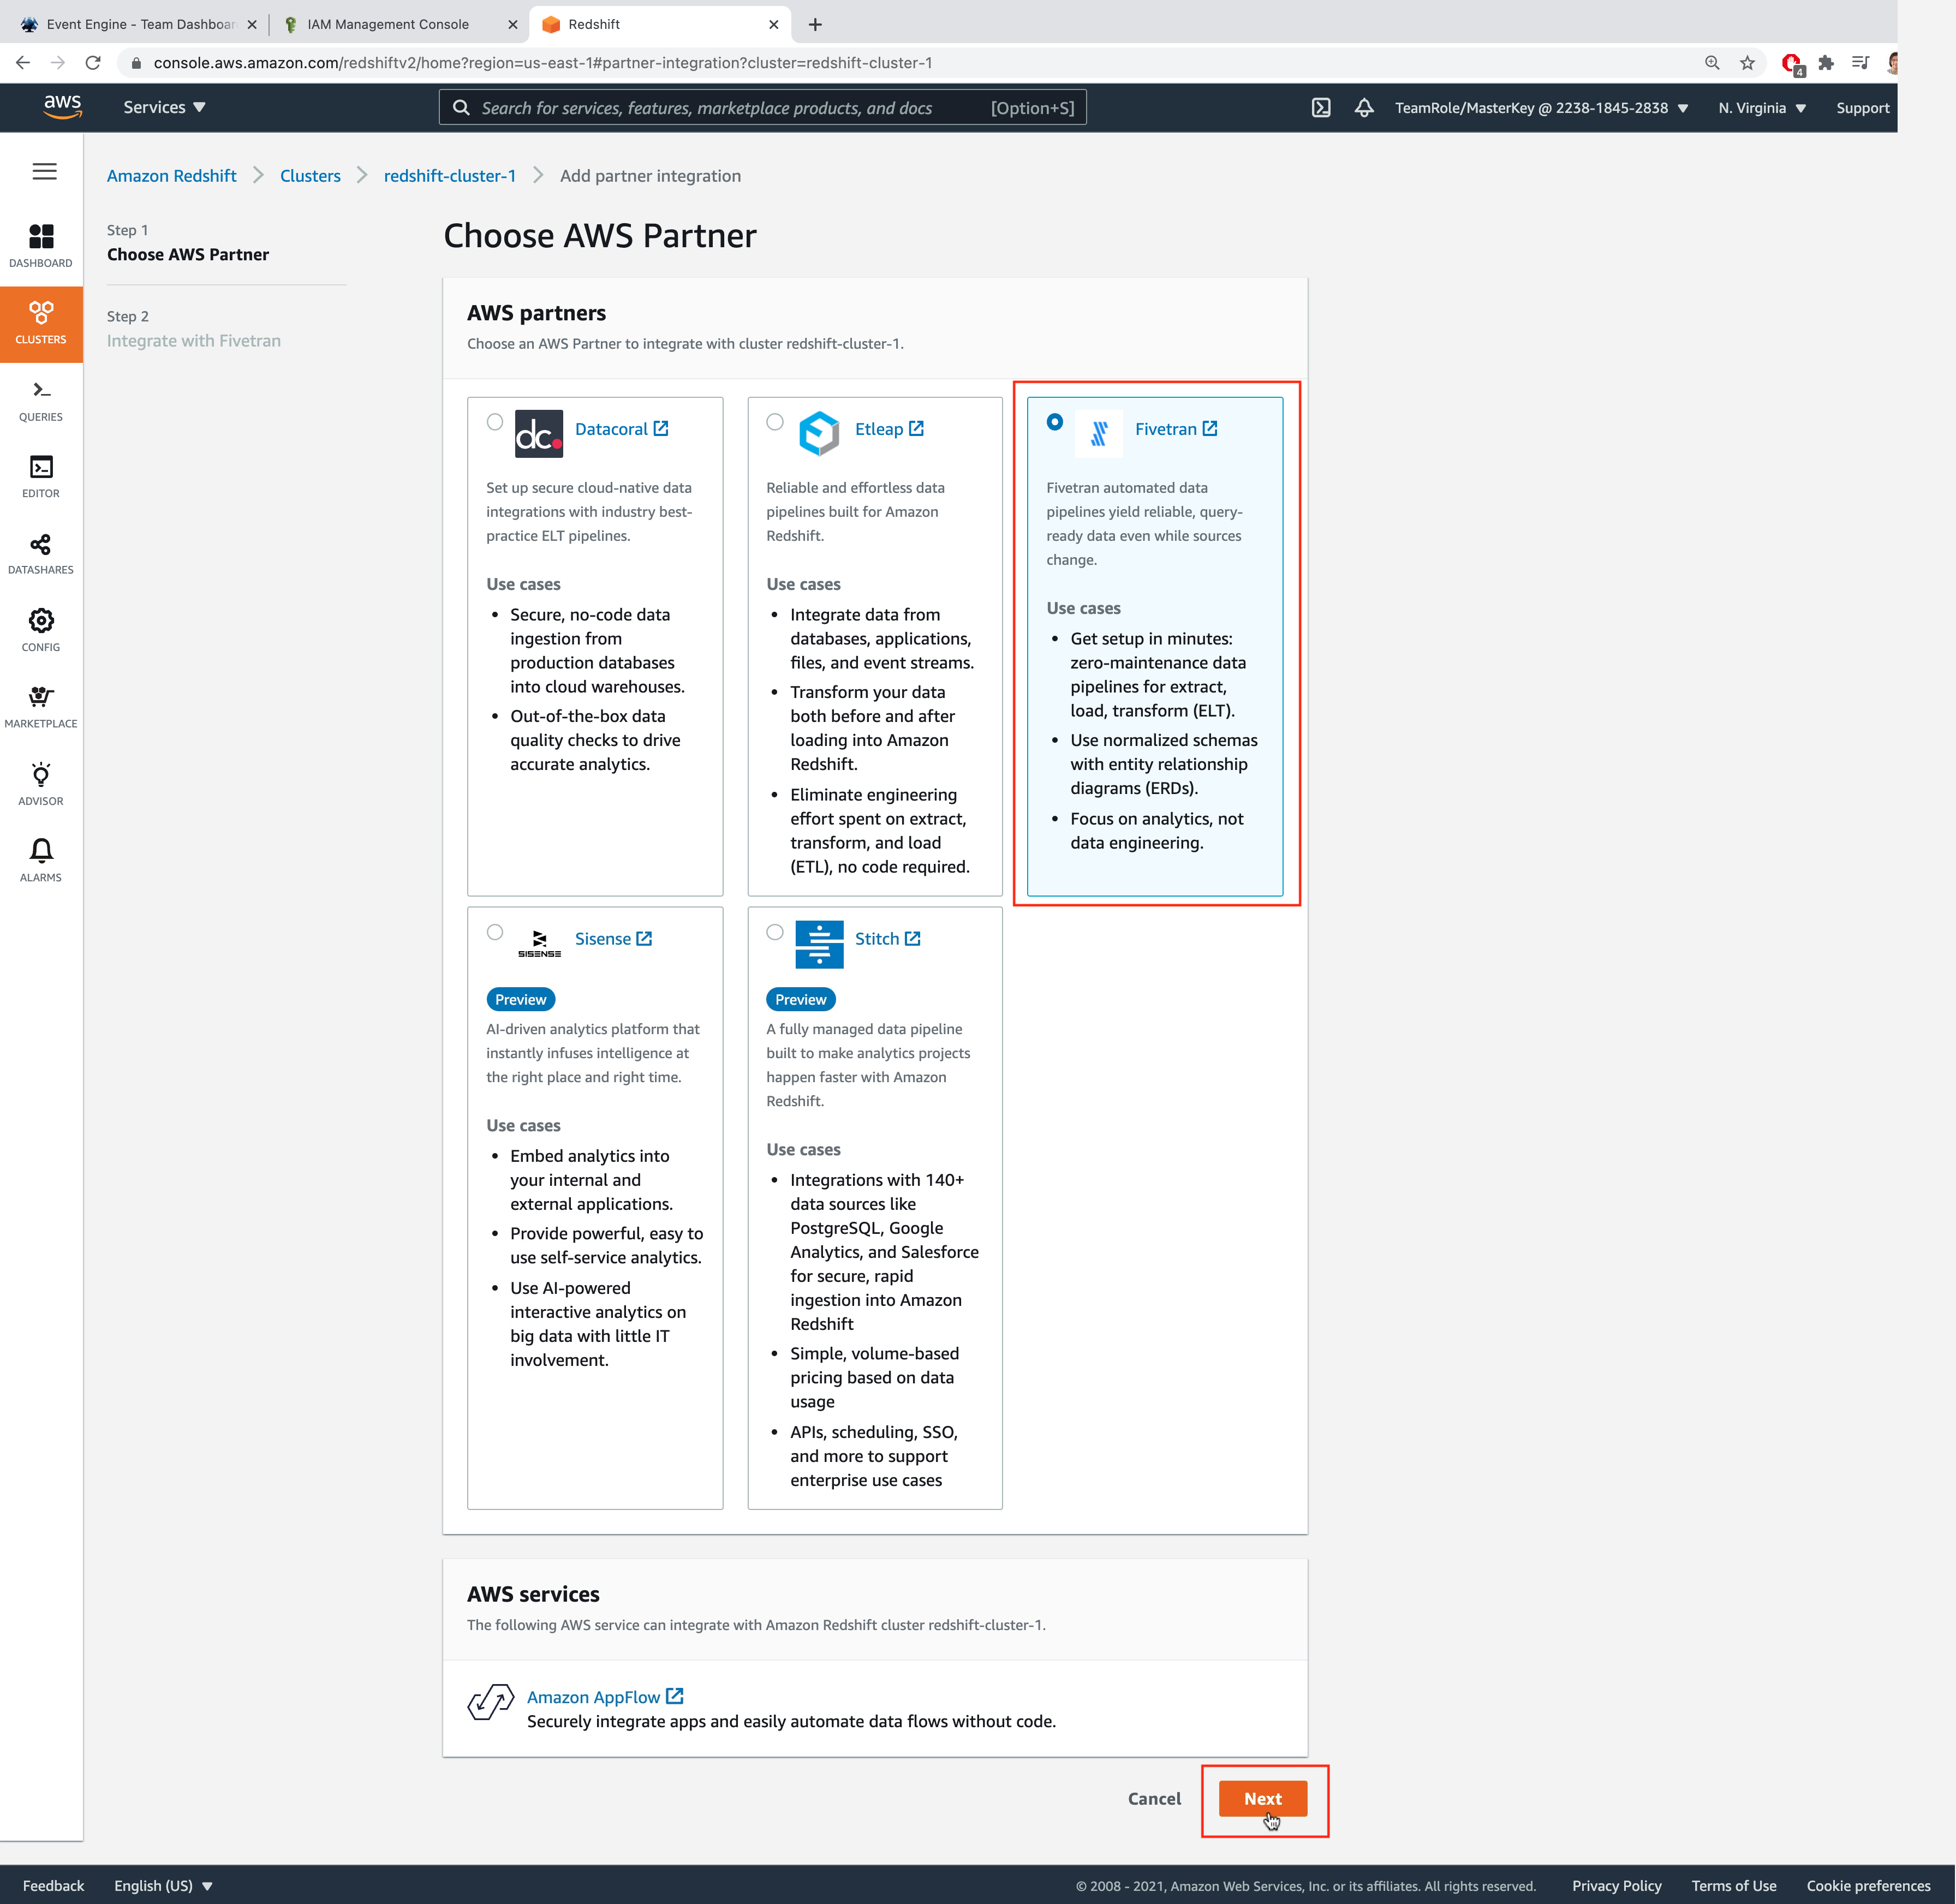 Event Engine - Team Dashboar
IAM Management Console
Redshift
console.aws.amazon.com/redshiftv2/home?region=us-east-1#partner-integration?cluster=redshift-cluster-1
4
aws
Services
Search for services, features, marketplace products, and docs [Option+S]
TeamRole/MasterKey @ 2238-1845-2838
N. Virginia
Support
DASHBOARD
CLUSTERS
QUERIES
EDITOR
DATASHARES
CONFIG
MARKETPLACE
ADVISOR
ALARMS
Amazon Redshift
Clusters
redshift-cluster-1
Add partner integration
Step 1
Choose AWS Partner
Step 2
Integrate with Fivetran
Choose AWS Partner
AWS partners
Choose an AWS Partner to integrate with cluster redshift-cluster-1.
dc.
Datacoral
Set up secure cloud-native data
integrations with industry best-
practice ELT pipelines.
Use cases
• Secure, no-code data
ingestion from
production databases
into cloud warehouses.
• Out-of-the-box data
quality checks to drive
accurate analytics.
Etleap
Reliable and effortless data
pipelines built for Amazon
Redshift.
Use cases
• Integrate data from
databases, applications,
files, and event streams.
• Transform your data
both before and after
loading into Amazon
Redshift.
• Eliminate engineering
effort spent on extract,
transform, and load
(ETL), no code required.
Fivetran
Fivetran automated data
pipelines yield reliable, query-
ready data even while sources
change.
Use cases
• Get setup in minutes:
zero-maintenance data
pipelines for extract,
load, transform (ELT).
• Use normalized schemas
with entity relationship
diagrams (ERDs).
• Focus on analytics, not
data engineering.
SISENSE
Sisense
Preview
AI-driven analytics platform that
instantly infuses intelligence at
the right place and right time.
Use cases
• Embed analytics into
your internal and
external applications.
• Provide powerful, easy to
use self-service analytics.
• Use AI-powered
interactive analytics on
big data with little IT
involvement.
Stitch
Preview
A fully managed data pipeline
built to make analytics projects
happen faster with Amazon
Redshift.
Use cases
• Integrations with 140+
data sources like
PostgreSQL, Google
Analytics, and Salesforce
for secure, rapid
ingestion into Amazon
Redshift
• Simple, volume-based
pricing based on data
usage
• APIs, scheduling, SSO,
and more to support
enterprise use cases
AWS services
The following AWS service can integrate with Amazon Redshift cluster redshift-cluster-1.
Amazon AppFlow
Securely integrate apps and easily automate data flows without code.
Cancel
Next
Feedback
English (US)
© 2008 - 2021, Amazon Web Services, Inc. or its affiliates. All rights reserved.
Privacy Policy
Terms of Use
Cookie preferences